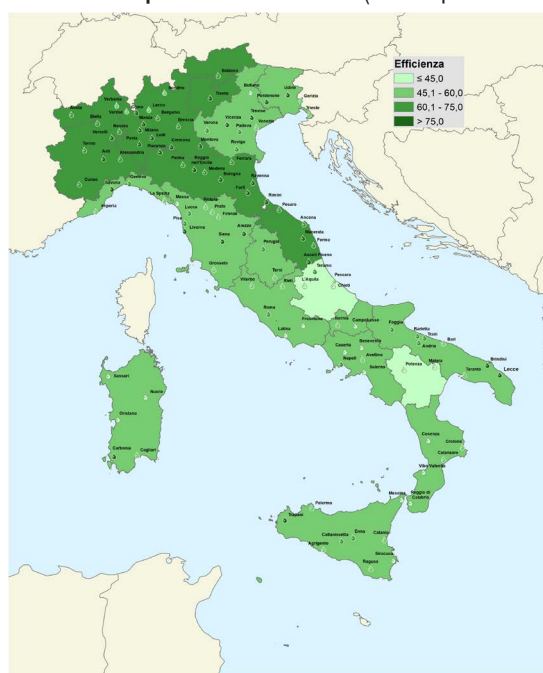 Efficienza
≤ 45,0
45,1 - 60,0
60,1 - 75,0
> 75,0
Bolzano
Trento
Belluno
Udine
Pordenone
Gorizia
Trieste
Treviso
Venezia
Vicenza
Verona
Padova
Rovigo
Sondrio
Verbania
Varese
Como
Lecco
Bergamo
Brescia
Aosta
Biella
Novara
Monza
Milano
Vercelli
Lodi
Pavia
Cremona
Mantova
Torino
Asti
Alessandria
Piacenza
Parma
Reggio
nell'Emilia
Modena
Ferrara
Bologna
Ravenna
Forlì
Rimini
Cuneo
Savona
Genova
Imperia
La Spezia
Massa
Lucca
Pistoia
Prato
Firenze
Pisa
Livorno
Arezzo
Siena
Grosseto
Pesaro
Ancona
Macerata
Fermo
Ascoli Piceno
Perugia
Terni
Viterbo
Rieti
Roma
Latina
Frosinone
Teramo
L'Aquila
Pescara
Chieti
Isernia
Campobasso
Caserta
Benevento
Napoli
Avellino
Salerno
Foggia
Barletta
Trani
Andria
Bari
Taranto
Brindisi
Lecce
Potenza
Matera
Cosenza
Crotone
Catanzaro
Vibo Valentia
Reggio di
Calabria
Messina
Palermo
Trapani
Caltanissetta
Enna
Catania
Agrigento
Siracusa
Ragusa
Sassari
Nuoro
Oristano
Carbonia
Cagliari